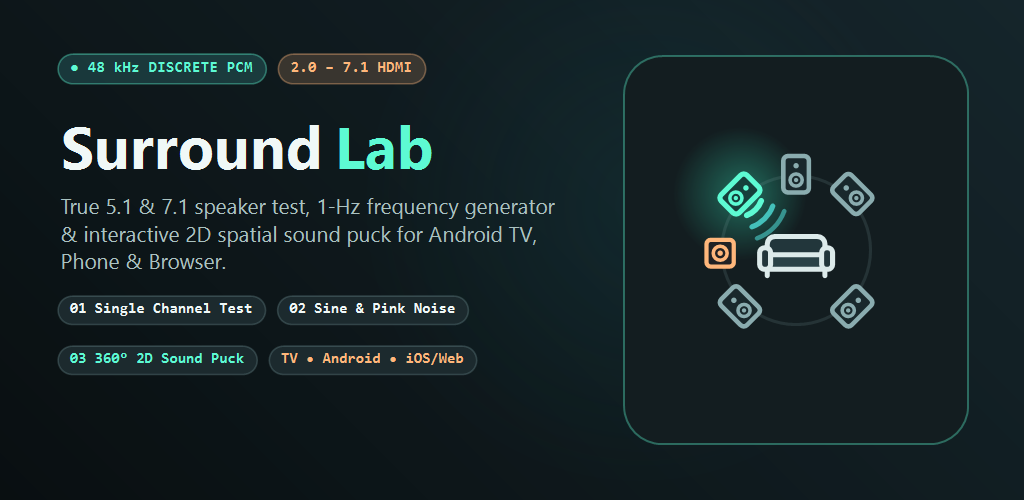 ● 48 kHz DISCRETE PCM
2.0 – 7.1 HDMI
Surround Lab
True 5.1 & 7.1 speaker test, 1-Hz frequency generator
& interactive 2D spatial sound puck for Android TV,
Phone & Browser.
01 Single Channel Test
02 Sine & Pink Noise
03 360° 2D Sound Puck
TV • Android • iOS/Web